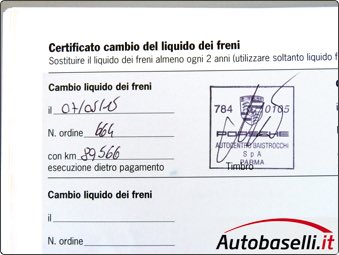 Certificato cambio del liquido dei freni
Sostituire il liquido dei freni almeno ogni 2 anni (utilizzare soltanto liquido f
Cambio liquido dei freni
il 07/05/15
N. ordine 664
con km 89566
esecuzione dietro pagamento
784 0105
PORSCHE
AUTOCENTRO BAISTROCCHI
S p A
PARMA
Timbro
Cambio liquido dei freni
il
N. ordine
Autobaselli.it